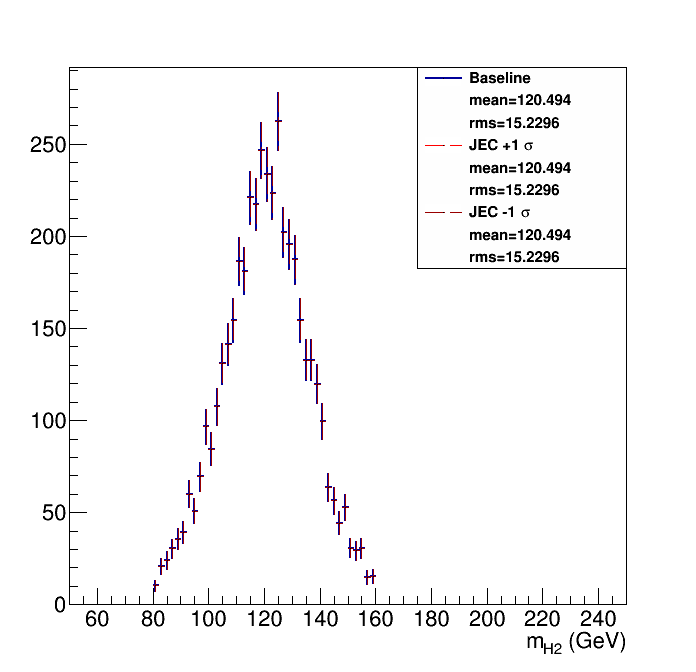 Baseline
mean=120.494
rms=15.2296
JEC +1 σ
mean=120.494
rms=15.2296
JEC -1 σ
mean=120.494
rms=15.2296
250
200
150
100
50
0
60 80 100 120 140 160 180 200 220 240
m_H2 (GeV)